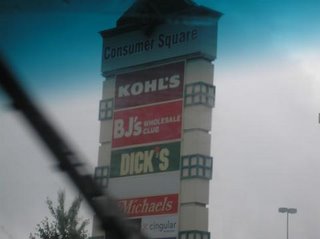 Consumer Square
KOHL'S
BJ's WHOLESALE
CLUB
DICK'S
Michaels
cingular